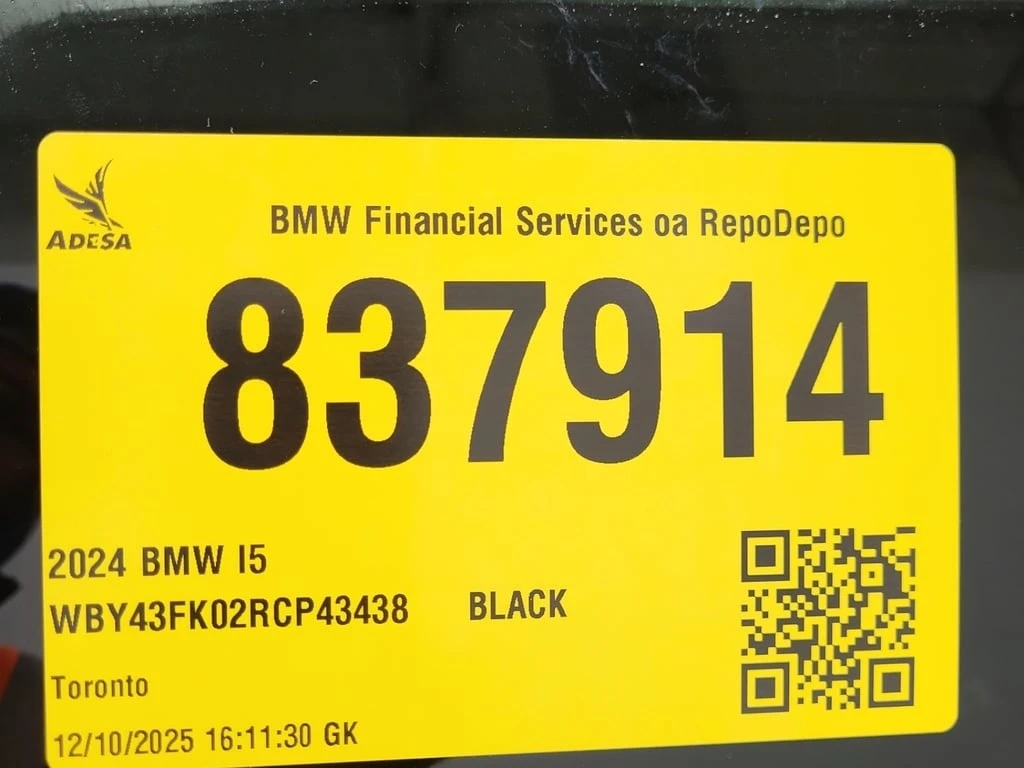 ADESA
BMW Financial Services oa RepoDepo
837914
2024 BMW I5
WBY43FK02RCP43438 BLACK
Toronto
12/10/2025 16:11:30 GK